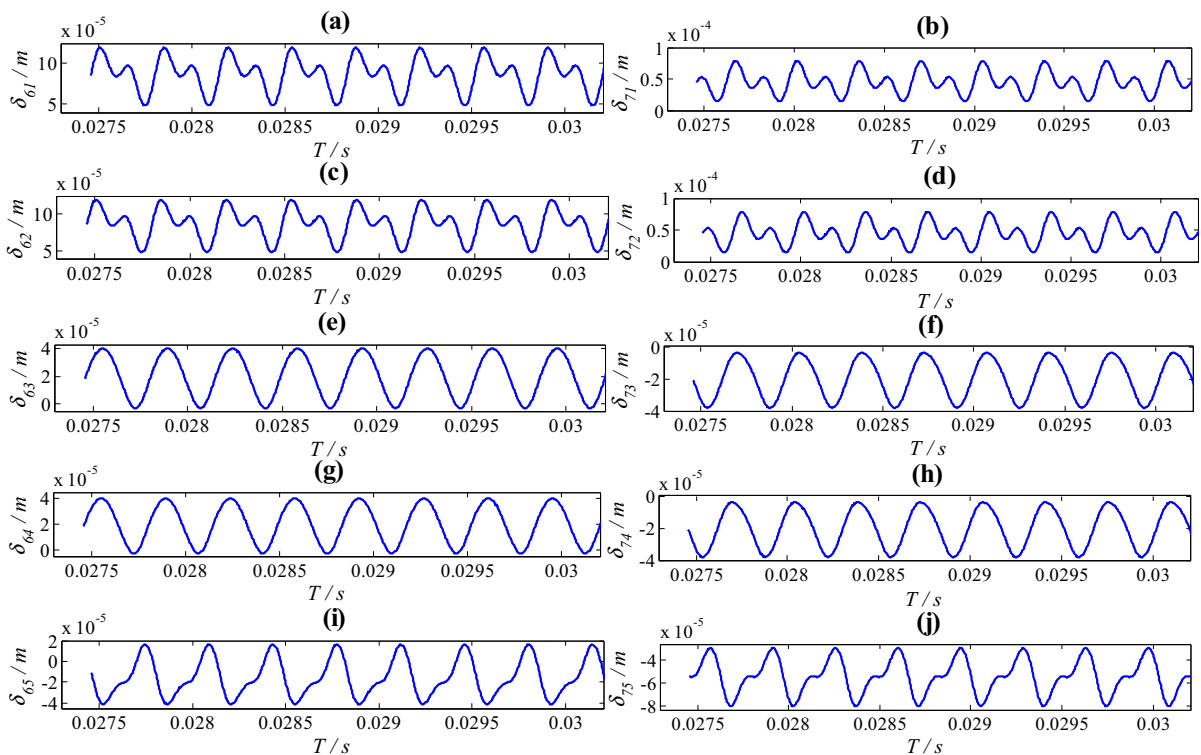 (a)
x 10⁻⁵
δ₆₁ / m
10
5
0.0275 0.028 0.0285 0.029 0.0295 0.03
T / s
(b)
x 10⁻⁴
δ₇₁ / m
1
0.5
0
0.0275 0.028 0.0285 0.029 0.0295 0.03
T / s
(c)
x 10⁻⁵
δ₆₂ / m
10
5
0.0275 0.028 0.0285 0.029 0.0295 0.03
T / s
(d)
x 10⁻⁴
δ₇₂ / m
1
0.5
0
0.0275 0.028 0.0285 0.029 0.0295 0.03
T / s
(e)
x 10⁻⁵
δ₆₃ / m
4
2
0
0.0275 0.028 0.0285 0.029 0.0295 0.03
T / s
(f)
x 10⁻⁵
δ₇₃ / m
0
-2
-4
0.0275 0.028 0.0285 0.029 0.0295 0.03
T / s
(g)
x 10⁻⁵
δ₆₄ / m
4
2
0
0.0275 0.028 0.0285 0.029 0.0295 0.03
T / s
(h)
x 10⁻⁵
δ₇₄ / m
0
-2
-4
0.0275 0.028 0.0285 0.029 0.0295 0.03
T / s
(i)
x 10⁻⁵
δ₆₅ / m
2
0
-2
-4
0.0275 0.028 0.0285 0.029 0.0295 0.03
T / s
(j)
x 10⁻⁵
δ₇₅ / m
-4
-6
-8
0.0275 0.028 0.0285 0.029 0.0295 0.03
T / s